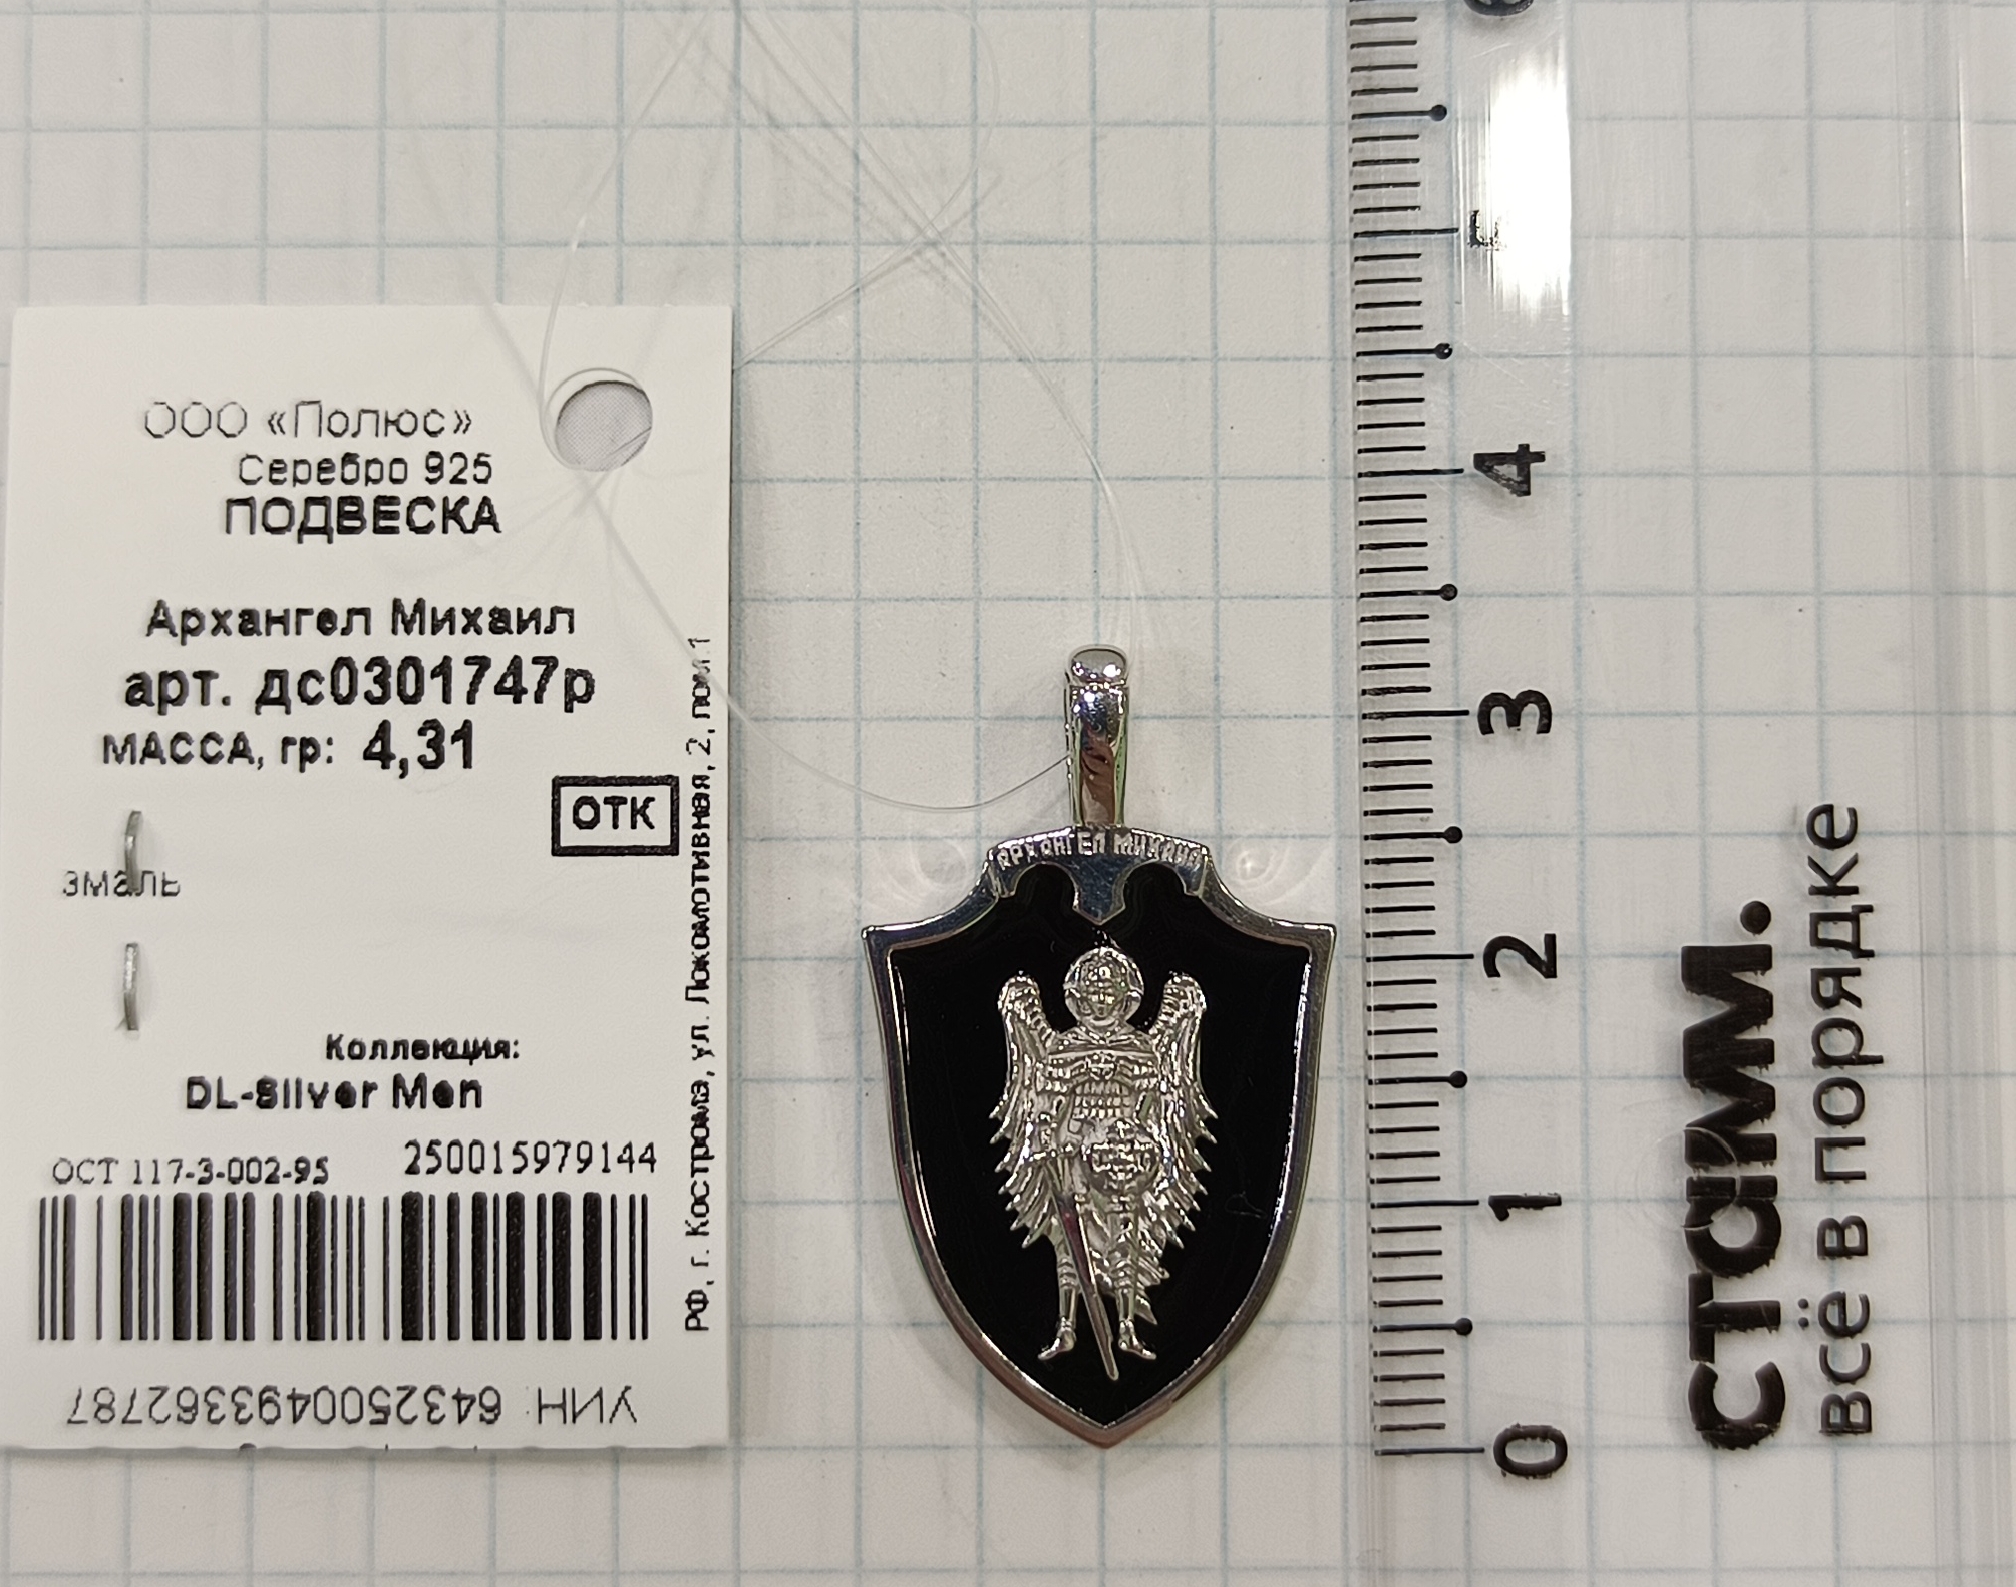 ООО «Полюс»
Серебро 925
ПОДВЕСКА
Архангел Михаил
арт. дс0301747р
МАССА, гр: 4,31
ОТК
эмаль
Коллекция:
DL-Silver Men
ОСТ 117-3-002-95
250015979144
УИН: 6432500493362787
РФ, г. Кострома, ул. Локомотивная, 2, пом.1
АРХАНГЕЛ МИХАИЛ
5
4
3
2
1
0
СТАММ.
всё в порядке